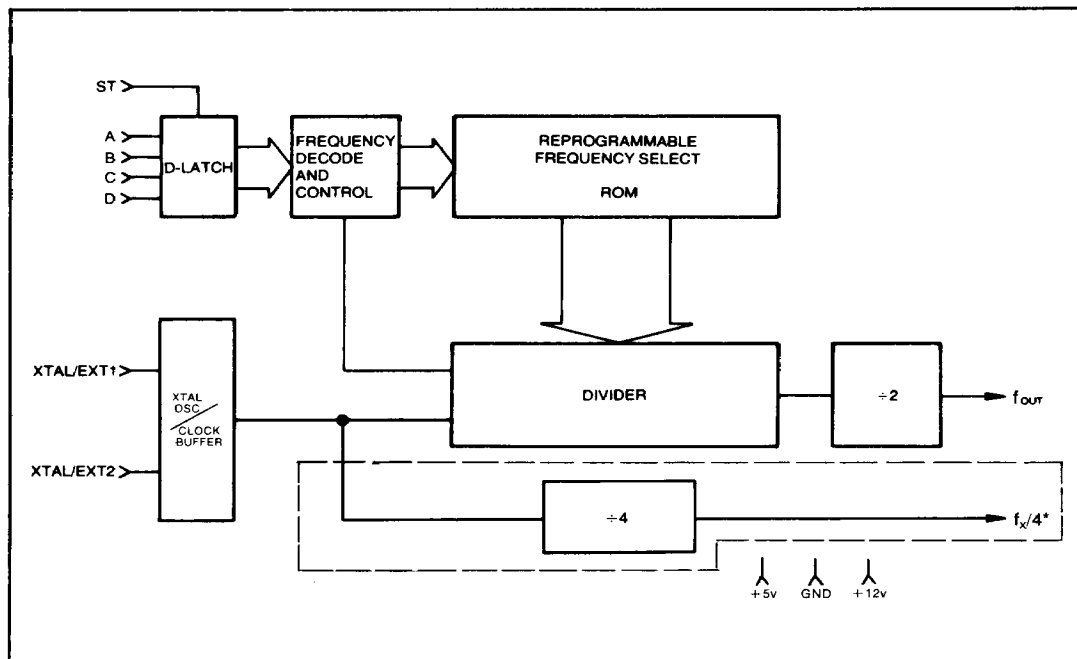 ST
A
B
C
D
D-LATCH
FREQUENCY
DECODE
AND
CONTROL
REPROGRAMMABLE
FREQUENCY SELECT
ROM
XTAL/EXT1
XTAL/EXT2
XTAL
OSC
CLOCK
BUFFER
DIVIDER
÷2
fOUT
÷4
fx/4*
+5v
GND
+12v